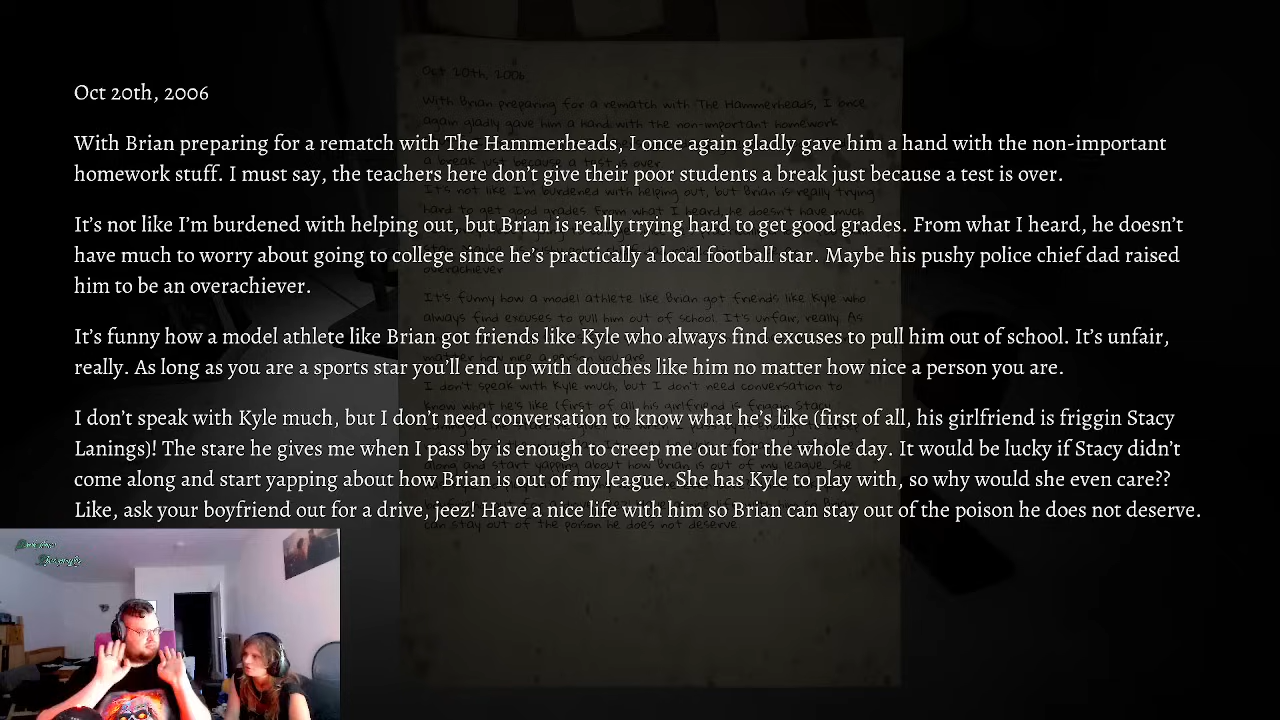 Oct 20th, 2006
With Brian preparing for a rematch with The Hammerheads, I once again gladly gave him a hand with the non-important
homework stuff. I must say, the teachers here don’t give their poor students a break just because a test is over.
It’s not like I’m burdened with helping out, but Brian is really trying hard to get good grades. From what I heard, he doesn’t
have much to worry about going to college since he’s practically a local football star. Maybe his pushy police chief dad raised
him to be an overachiever.
It’s funny how a model athlete like Brian got friends like Kyle who always find excuses to pull him out of school. It’s unfair,
really. As long as you are a sports star you’ll end up with douches like him no matter how nice a person you are.
I don’t speak with Kyle much, but I don’t need conversation to know what he’s like (first of all, his girlfriend is friggin Stacy
Lanings)! The stare he gives me when I pass by is enough to creep me out for the whole day. It would be lucky if Stacy didn’t
come along and start yapping about how Brian is out of my league. She has Kyle to play with, so why would she even care??
Like, ask your boyfriend out for a drive, jeez! Have a nice life with him so Brian can stay out of the poison he does not deserve.